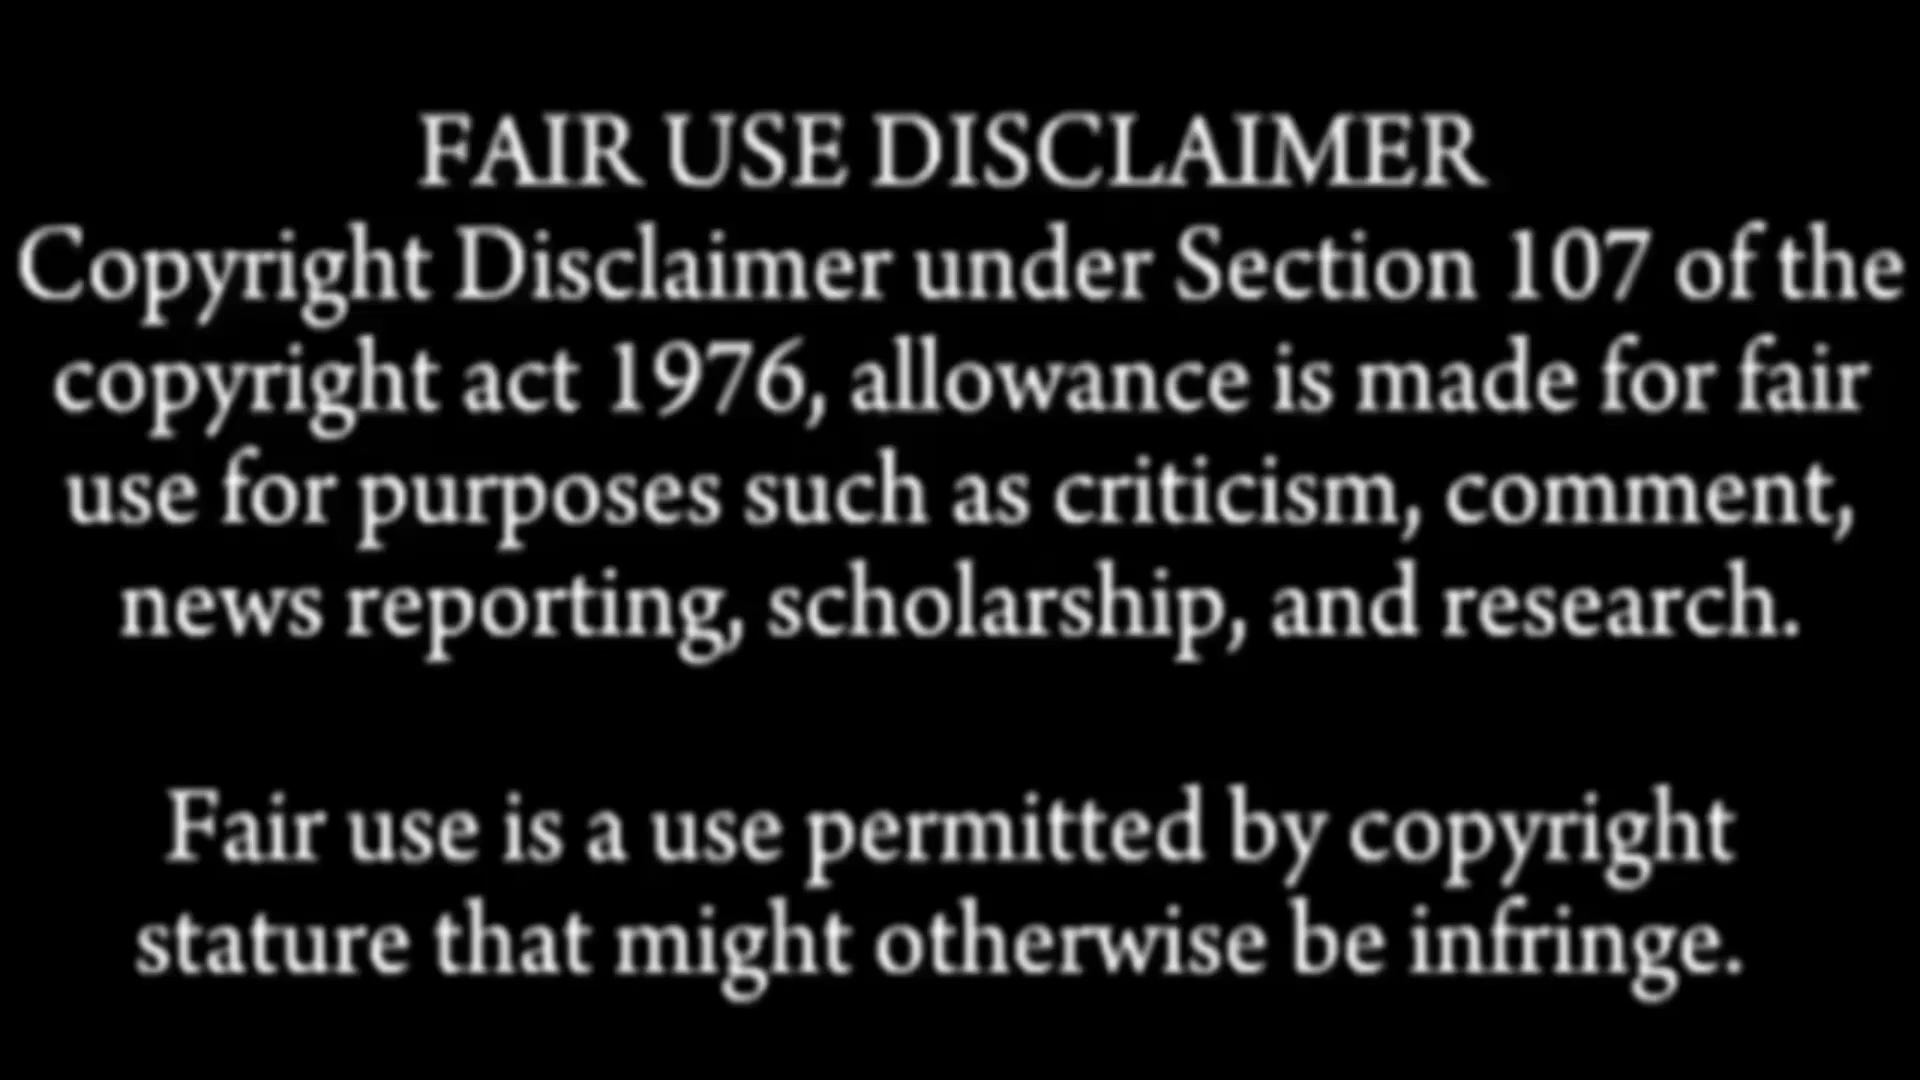 FAIR USE DISCLAIMER
Copyright Disclaimer under Section 107 of the
copyright act 1976, allowance is made for fair
use for purposes such as criticism, comment,
news reporting, scholarship, and research.
Fair use is a use permitted by copyright
stature that might otherwise be infringe.